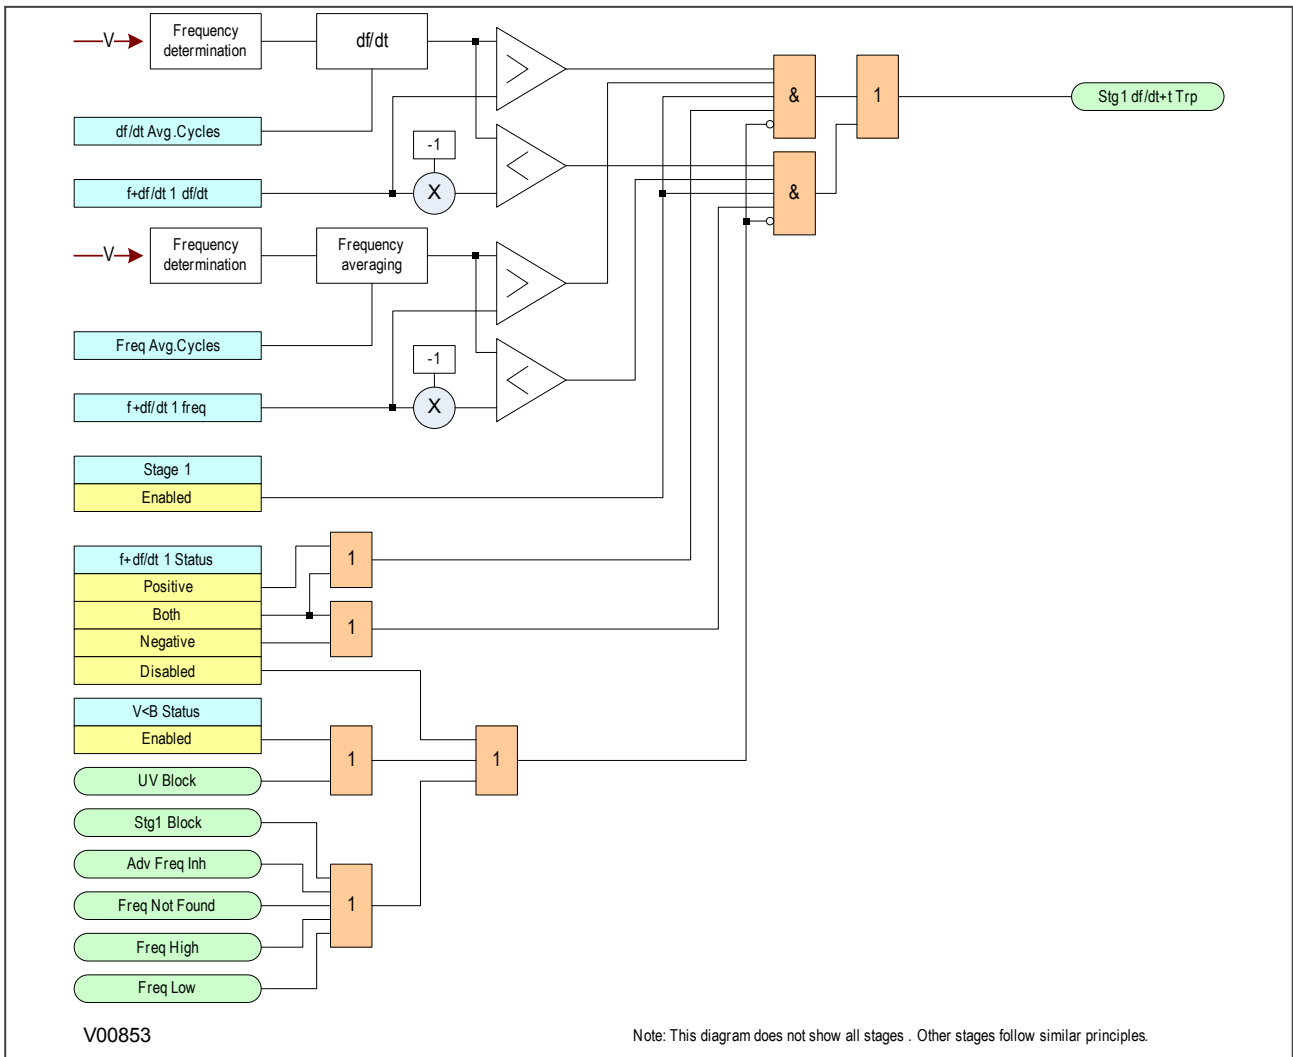 V
Frequency
determination
df/dt
>
&
1
Stg1 df/dt+t Trp
df/dt Avg.Cycles
-1
<
f+df/dt 1 df/dt
X
&
V
Frequency
determination
Frequency
averaging
>
Freq Avg.Cycles
-1
<
f+df/dt 1 freq
X
Stage 1
Enabled
f+df/dt 1 Status
1
Positive
Both
1
Negative
Disabled
V<B Status
Enabled
1
1
UV Block
Stg1 Block
Adv Freq Inh
Freq Not Found
1
Freq High
Freq Low
V00853
Note: This diagram does not show all stages . Other stages follow similar principles.